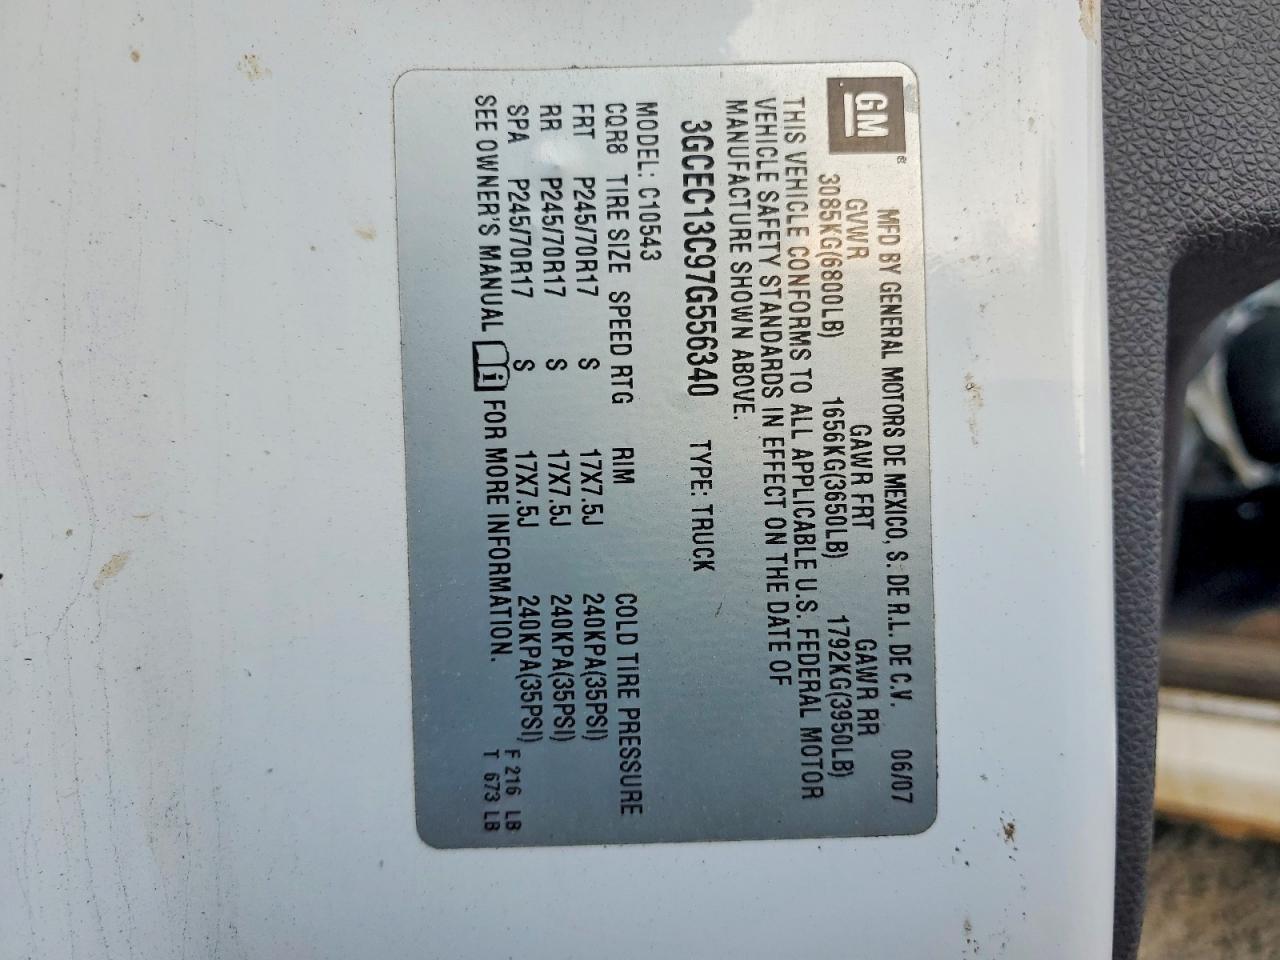 GM®
MFD BY GENERAL MOTORS DE MEXICO, S. DE R.L. DE C.V. 06/07
GVWR GAWR FRT GAWR RR
3085KG(6800LB) 1656KG(3650LB) 1792KG(3950LB)
THIS VEHICLE CONFORMS TO ALL APPLICABLE U.S. FEDERAL MOTOR
VEHICLE SAFETY STANDARDS IN EFFECT ON THE DATE OF
MANUFACTURE SHOWN ABOVE.
3GCEC13C97G556340 TYPE: TRUCK
MODEL: C10543
CQR8 TIRE SIZE SPEED RTG RIM COLD TIRE PRESSURE
FRT P245/70R17 S 17X7.5J 240KPA(35PSI)
RR P245/70R17 S 17X7.5J 240KPA(35PSI)
SPA P245/70R17 S 17X7.5J 240KPA(35PSI)
SEE OWNER'S MANUAL i FOR MORE INFORMATION.
F 216 LB
T 673 LB